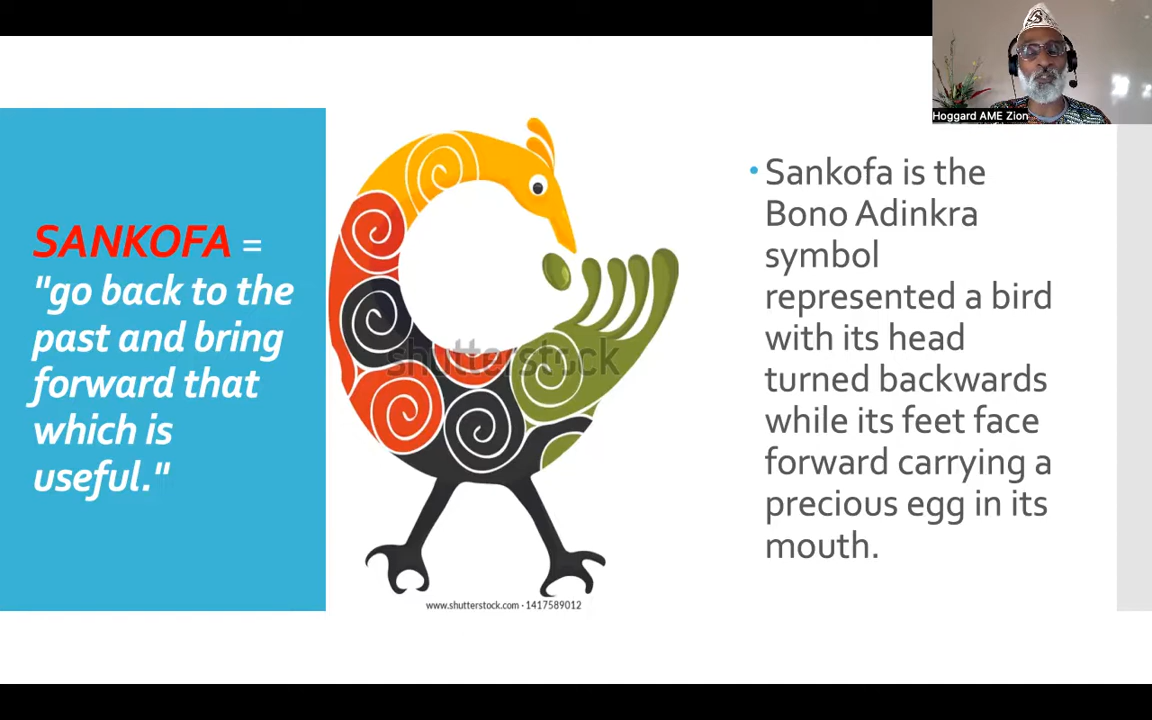 Hoggard AME Zion
SANKOFA =
"go back to the
past and bring
forward that
which is
useful."
shutterstock
www.shutterstock.com · 1417589012
• Sankofa is the
Bono Adinkra
symbol
represented a bird
with its head
turned backwards
while its feet face
forward carrying a
precious egg in its
mouth.